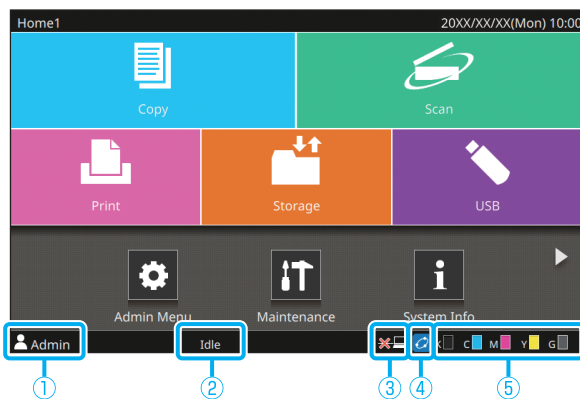 Home1 20XX/XX/XX(Mon) 10:00
Copy Scan
Print Storage USB
Admin Menu Maintenance System Info
Admin Idle K C M Y G
① ② ③ ④ ⑤